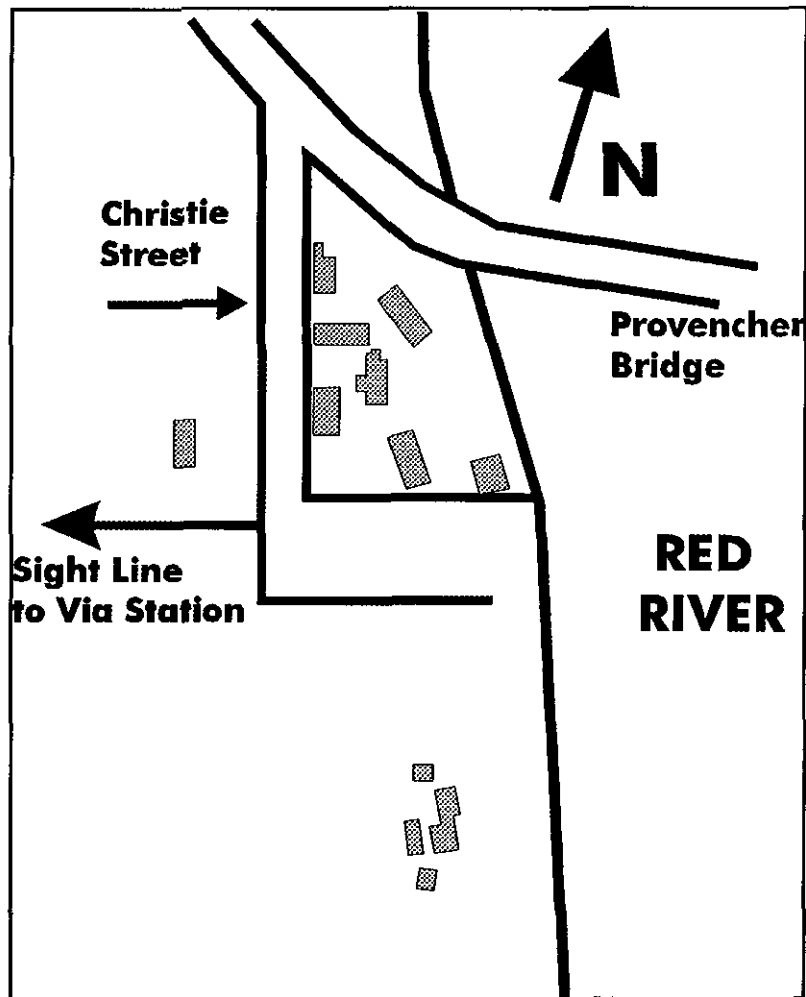 N
Christie
Street
Provencher
Bridge
Sight Line
to Via Station
RED
RIVER